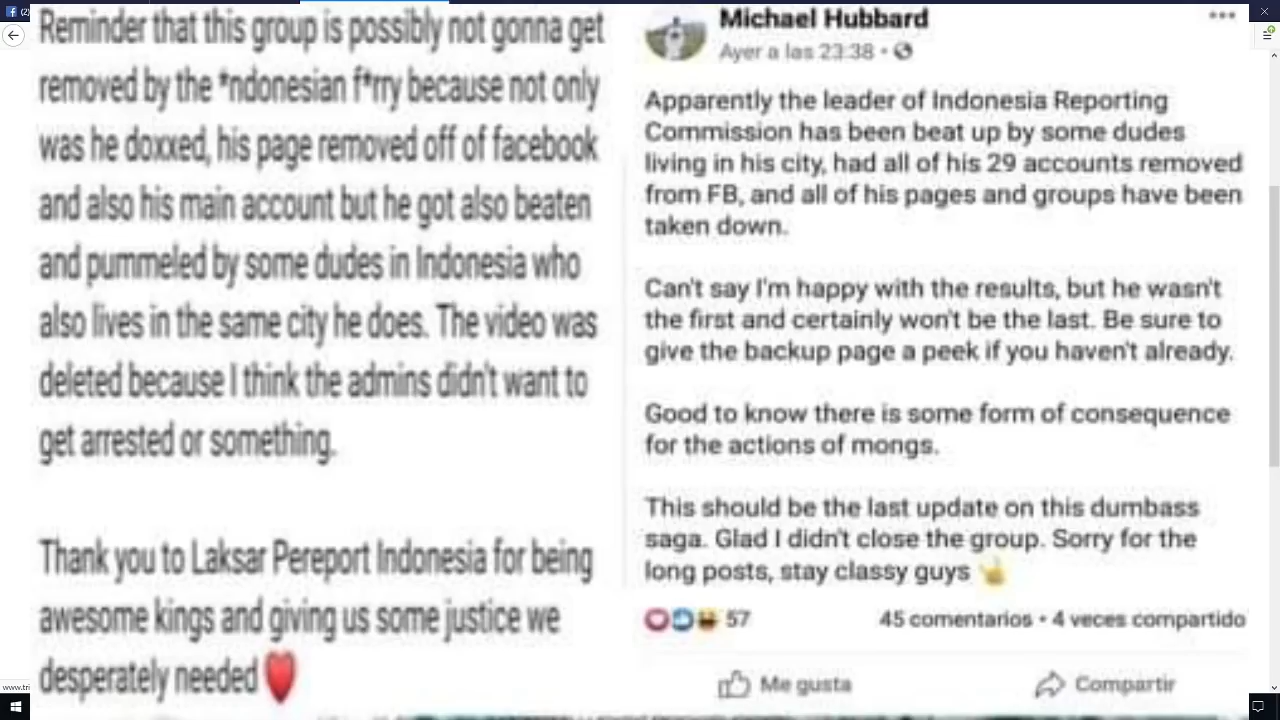 (2)
Reminder that this group is possibly not gonna get
removed by the *ndonesian f*rry because not only
was he doxxed, his page removed off of facebook
and also his main account but he got also beaten
and pummeled by some dudes in Indonesia who
also lives in the same city he does. The video was
deleted because I think the admins didn't want to
get arrested or something.
Thank you to Laksar Pereport Indonesia for being
awesome kings and giving us some justice we
desperately needed
Michael Hubbard
Ayer a las 23:38 •
Apparently the leader of Indonesia Reporting
Commission has been beat up by some dudes
living in his city, had all of his 29 accounts removed
from FB, and all of his pages and groups have been
taken down.
Can't say I'm happy with the results, but he wasn't
the first and certainly won't be the last. Be sure to
give the backup page a peek if you haven't already.
Good to know there is some form of consequence
for the actions of mongs.
This should be the last update on this dumbass
saga. Glad I didn't close the group. Sorry for the
long posts, stay classy guys
57
45 comentarios • 4 veces compartido
Me gusta
Compartir
www.tri